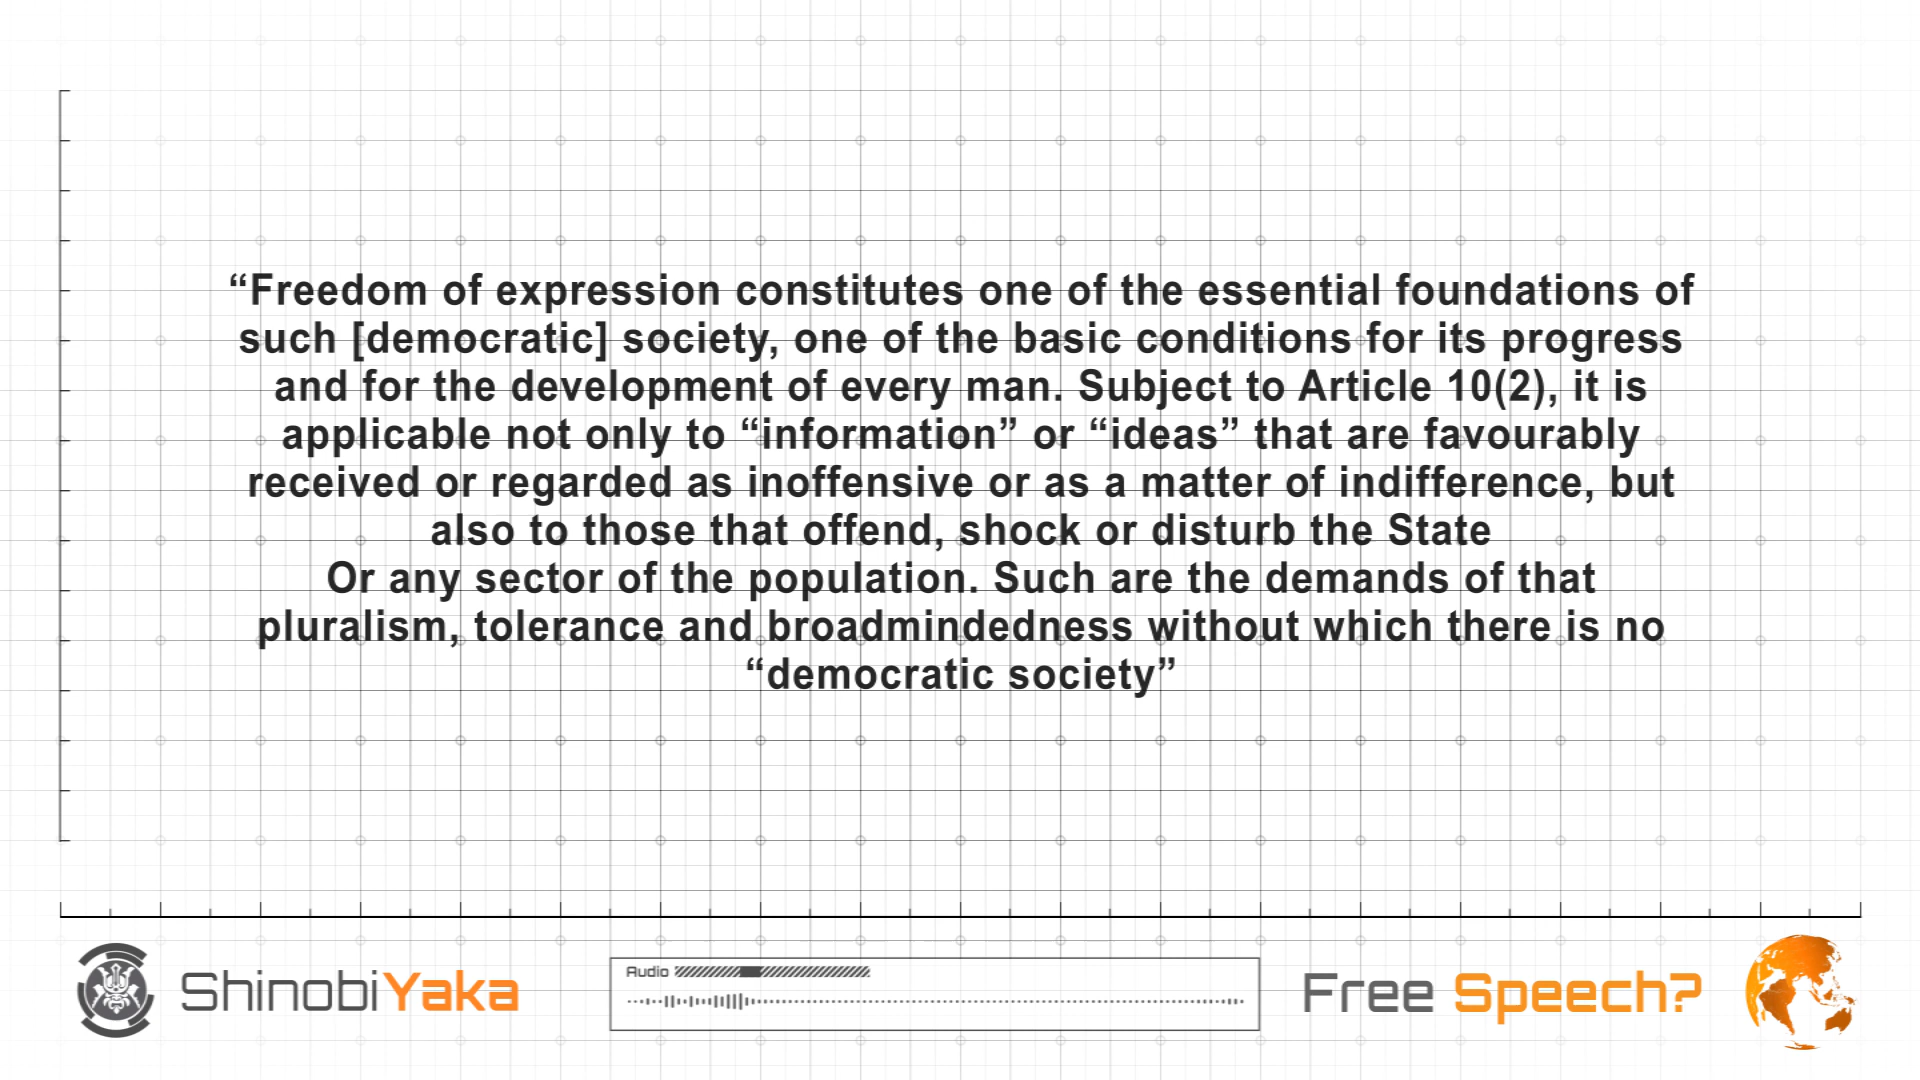 “Freedom of expression constitutes one of the essential foundations of
such [democratic] society, one of the basic conditions for its progress
and for the development of every man. Subject to Article 10(2), it is
applicable not only to “information” or “ideas” that are favourably
received or regarded as inoffensive or as a matter of indifference, but
also to those that offend, shock or disturb the State
Or any sector of the population. Such are the demands of that
pluralism, tolerance and broadmindedness without which there is no
“democratic society”
ShinobiYaka
Audio
Free Speech?